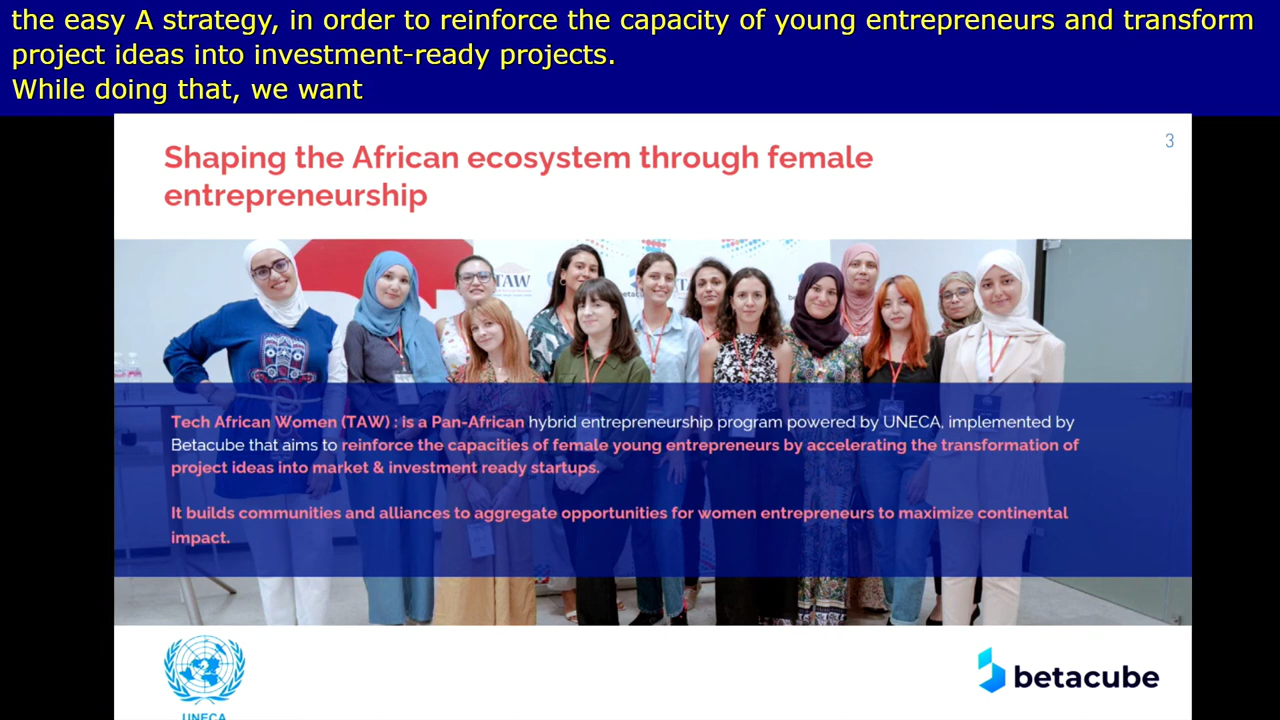 the easy A strategy, in order to reinforce the capacity of young entrepreneurs and transform
project ideas into investment-ready projects.
While doing that, we want
3
Shaping the African ecosystem through female
entrepreneurship
TAW
Tech African Women (TAW) : is a Pan-African hybrid entrepreneurship program powered by UNECA, implemented by
Betacube that aims to reinforce the capacities of female young entrepreneurs by accelerating the transformation of
project ideas into market & investment ready startups.
It builds communities and alliances to aggregate opportunities for women entrepreneurs to maximize continental
impact.
UNECA
betacube